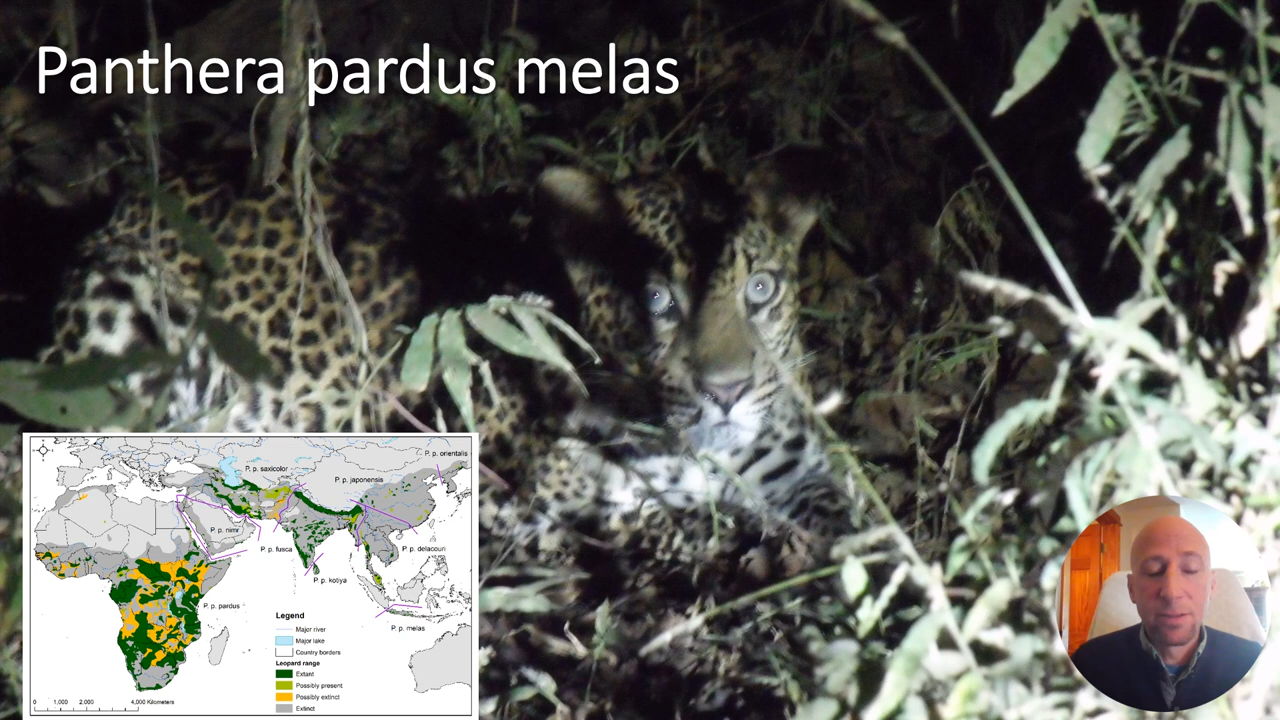 Panthera pardus melas
P. p. orientalis
P. p. saxicolor
P. p. japonensis
P. p. nimr
P. p. fusca
P. p. delacouri
P. p. kotiya
P. p. pardus
P. p. melas
Legend
Major river
Major lake
Country borders
Leopard range
Extant
Possibly present
Possibly extinct
Extinct
0 1,000 2,000 4,000 Kilometers